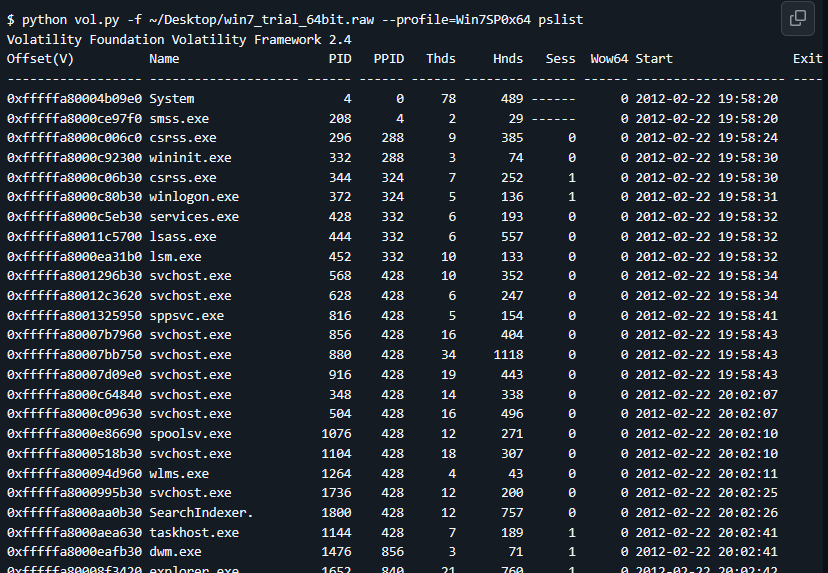 $ python vol.py -f ~/Desktop/win7_trial_64bit.raw --profile=Win7SP0x64 pslist
Volatility Foundation Volatility Framework 2.4
Offset(V)          Name                    PID   PPID   Thds     Hnds   Sess  Wow64 Start                Exit
------------------ -------------------- ------ ------ ------ -------- ------ ------ -------------------- ----
0xfffffa80004b09e0 System                    4      0     78      489 ------      0 2012-02-22 19:58:20
0xfffffa8000ce97f0 smss.exe                208      4      2       29 ------      0 2012-02-22 19:58:20
0xfffffa8000c006c0 csrss.exe               296    288      9      385      0      0 2012-02-22 19:58:24
0xfffffa8000c92300 wininit.exe             332    288      3       74      0      0 2012-02-22 19:58:30
0xfffffa8000c06b30 csrss.exe               344    324      7      252      1      0 2012-02-22 19:58:30
0xfffffa8000c80b30 winlogon.exe            372    324      5      136      1      0 2012-02-22 19:58:31
0xfffffa8000c5eb30 services.exe            428    332      6      193      0      0 2012-02-22 19:58:32
0xfffffa80011c5700 lsass.exe               444    332      6      557      0      0 2012-02-22 19:58:32
0xfffffa8000ea31b0 lsm.exe                 452    332     10      133      0      0 2012-02-22 19:58:32
0xfffffa8001296b30 svchost.exe             568    428     10      352      0      0 2012-02-22 19:58:34
0xfffffa80012c3620 svchost.exe             628    428      6      247      0      0 2012-02-22 19:58:34
0xfffffa8001325950 sppsvc.exe              816    428      5      154      0      0 2012-02-22 19:58:41
0xfffffa80007b7960 svchost.exe             856    428     16      404      0      0 2012-02-22 19:58:43
0xfffffa80007bb750 svchost.exe             880    428     34     1118      0      0 2012-02-22 19:58:43
0xfffffa80007d09e0 svchost.exe             916    428     19      443      0      0 2012-02-22 19:58:43
0xfffffa8000c64840 svchost.exe             348    428     14      338      0      0 2012-02-22 20:02:07
0xfffffa8000c09630 svchost.exe             504    428     16      496      0      0 2012-02-22 20:02:07
0xfffffa8000e86690 spoolsv.exe            1076    428     12      271      0      0 2012-02-22 20:02:10
0xfffffa8000518b30 svchost.exe            1104    428     18      307      0      0 2012-02-22 20:02:10
0xfffffa800094d960 wlms.exe               1264    428      4       43      0      0 2012-02-22 20:02:11
0xfffffa8000995b30 svchost.exe            1736    428     12      200      0      0 2012-02-22 20:02:25
0xfffffa8000aa0b30 SearchIndexer.         1800    428     12      757      0      0 2012-02-22 20:02:26
0xfffffa8000aea630 taskhost.exe           1144    428      7      189      1      0 2012-02-22 20:02:41
0xfffffa8000eafb30 dwm.exe                1476    856      3       71      1      0 2012-02-22 20:02:41
0xfffffa80008f3420 explorer.exe           1652    840     21      760      1      0 2012-02-22 20:02:42